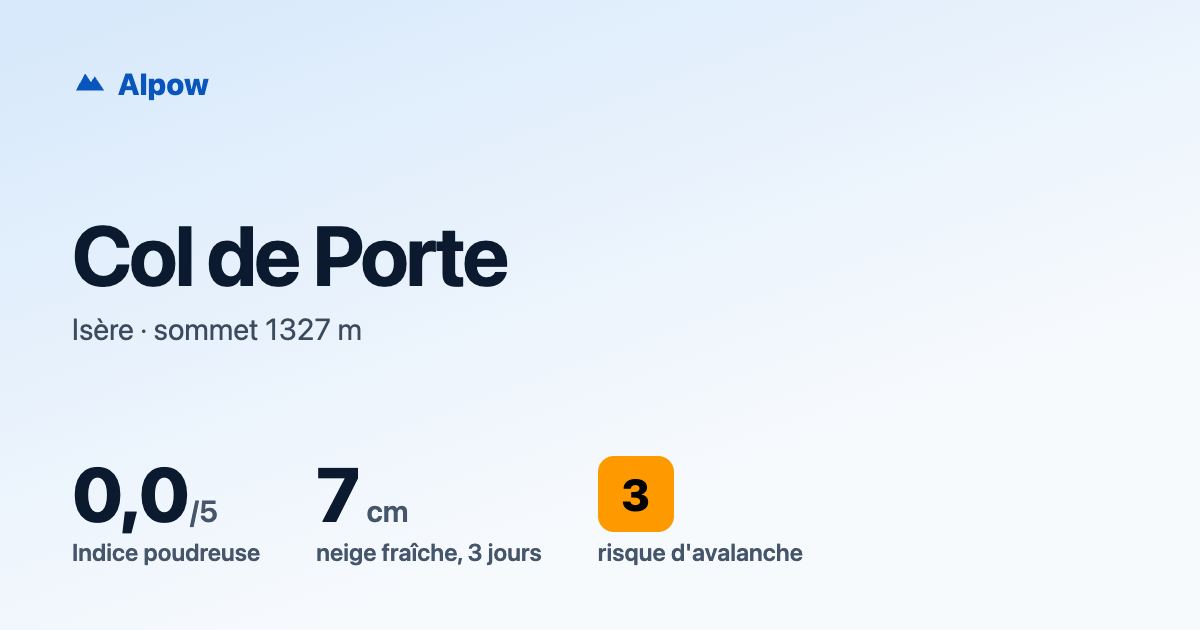 Alpow
Col de Porte
Isère · sommet 1327 m
0,0/5
Indice poudreuse
7 cm
neige fraîche, 3 jours
3
risque d'avalanche